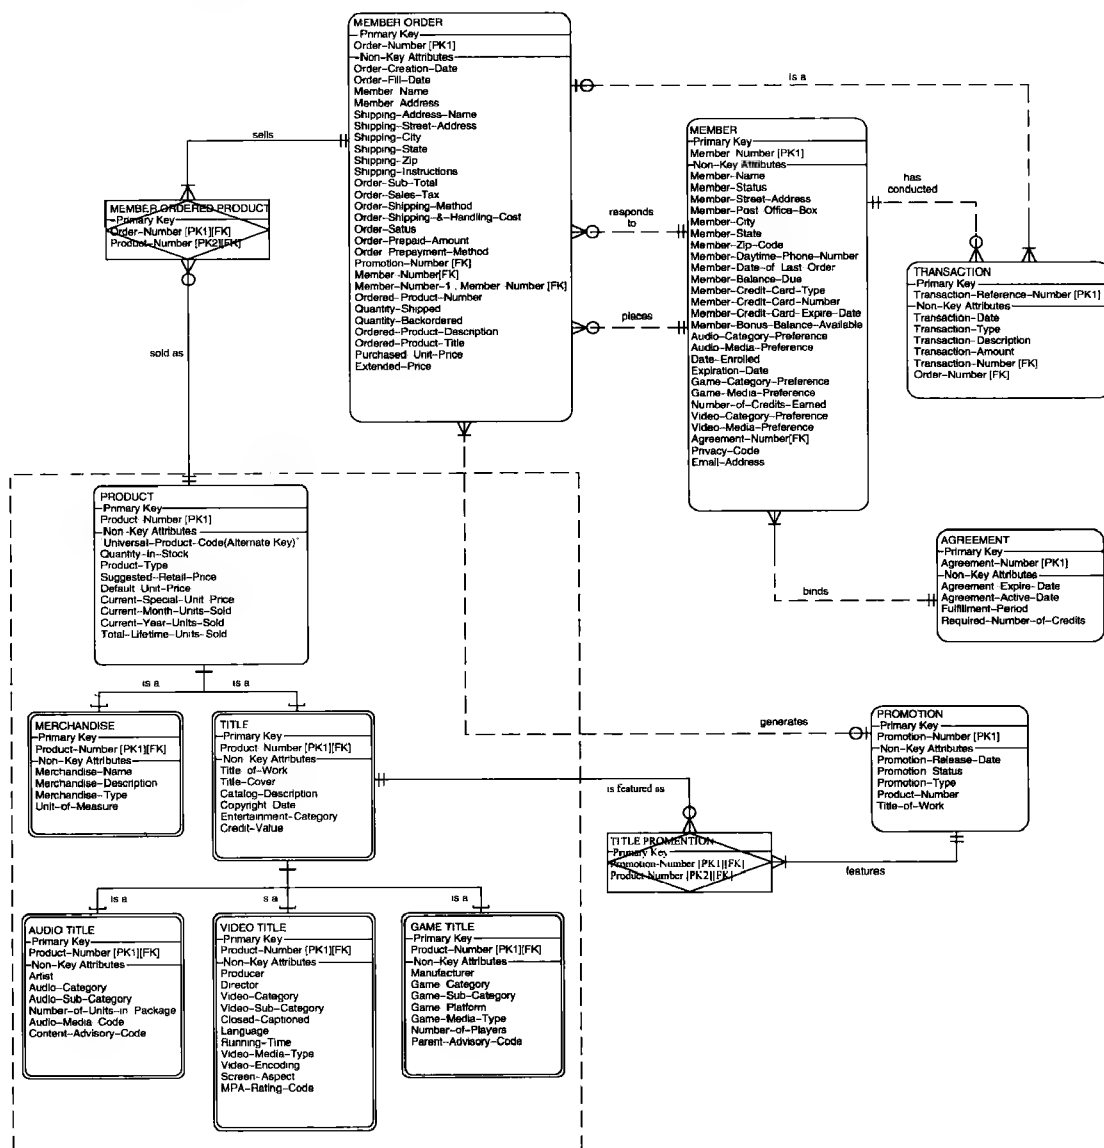 MEMBER ORDER
Primary Key
Order-Number [PK1]
Non-Key Attributes
Order-Creation-Date
Order-Fill-Date
Member Name
Member Address
Shipping-Address-Name
Shipping-Street-Address
Shipping-City
Shipping-State
Shipping-Zip
Shipping-Instructions
Order-Sub-Total
Order-Sales-Tax
Order-Shipping-Method
Order-Shipping-&-Handling-Cost
Order-Satus
Order-Prepaid-Amount
Order Prepayment-Method
Promotion-Number [FK]
Member-Number[FK]
Member-Number-1 . Member Number [FK]
Ordered-Product-Number
Quantity-Shipped
Quantity-Backordered
Ordered-Product-Description
Ordered-Product-Title
Purchased Unit-Price
Extended-Price
is a
sells
MEMBER ORDERED PRODUCT
Primary Key
Order-Number [PK1][FK]
Product-Number [PK2][FK]
responds
to
places
MEMBER
Primary Key
Member Number [PK1]
Non-Key Attributes
Member-Name
Member-Status
Member-Street-Address
Member-Post Office-Box
Member-City
Member-State
Member-Zip-Code
Member-Daytime-Phone-Number
Member-Date-of Last Order
Member-Balance-Due
Member-Credit-Card-Type
Member-Credit-Card-Number
Member-Credit-Card-Expire-Date
Member-Bonus-Balance-Available
Audio-Category-Preference
Audio-Media-Preference
Date-Enrolled
Expiration-Date
Game-Category-Preference
Game-Media-Preference
Number-of-Credits-Earned
Video-Category-Preference
Video-Media-Preference
Agreement-Number[FK]
Privacy-Code
Email-Address
has
conducted
TRANSACTION
Primary Key
Transaction-Reference-Number [PK1]
Non-Key Attributes
Transaction-Date
Transaction-Type
Transaction-Description
Transaction-Amount
Transaction-Number [FK]
Order-Number [FK]
sold as
PRODUCT
Primary Key
Product Number [PK1]
Non-Key Attributes
Universal-Product-Code(Alternate Key)
Quantity-in-Stock
Product-Type
Suggested-Retail-Price
Default Unit-Price
Current-Special-Unit Price
Current-Month-Units-Sold
Current-Year-Units-Sold
Total-Lifetime-Units-Sold
binds
AGREEMENT
Primary Key
Agreement-Number [PK1]
Non-Key Attributes
Agreement Expire-Date
Agreement-Active-Date
Fulfillment-Period
Required-Number-of-Credits
is a
is a
MERCHANDISE
Primary Key
Product-Number [PK1][FK]
Non-Key Attributes
Merchandise-Name
Merchandise-Description
Merchandise-Type
Unit-of-Measure
TITLE
Primary Key
Product Number [PK1][FK]
Non Key Attributes
Title of-Work
Title-Cover
Catalog-Description
Copyright Date
Entertainment-Category
Credit-Value
generates
PROMOTION
Primary Key
Promotion-Number [PK1]
Non-Key Attributes
Promotion-Release-Date
Promotion Status
Promotion-Type
Product-Number
Title-of-Work
is featured as
TITLE PROMENTION
Primary Key
Promotion-Number [PK1][FK]
Product-Number [PK2][FK]
features
is a
s a
is a
AUDIO TITLE
Primary Key
Product-Number [PK1][FK]
Non-Key Attributes
Artist
Audio-Category
Audio-Sub-Category
Number-of-Units-in Package
Audio-Media Code
Content-Advisory-Code
VIDEO TITLE
Primary Key
Product-Number [PK1][FK]
Non-Key Attributes
Producer
Director
Video-Category
Video-Sub-Category
Closed-Captioned
Language
Running-Time
Video-Media-Type
Video-Encoding
Screen-Aspect
MPA-Rating-Code
GAME TITLE
Primary Key
Product-Number [PK1][FK]
Non-Key Attributes
Manufacturer
Game Category
Game-Sub-Category
Game Platform
Game-Media-Type
Number-of-Players
Parent-Advisory-Code